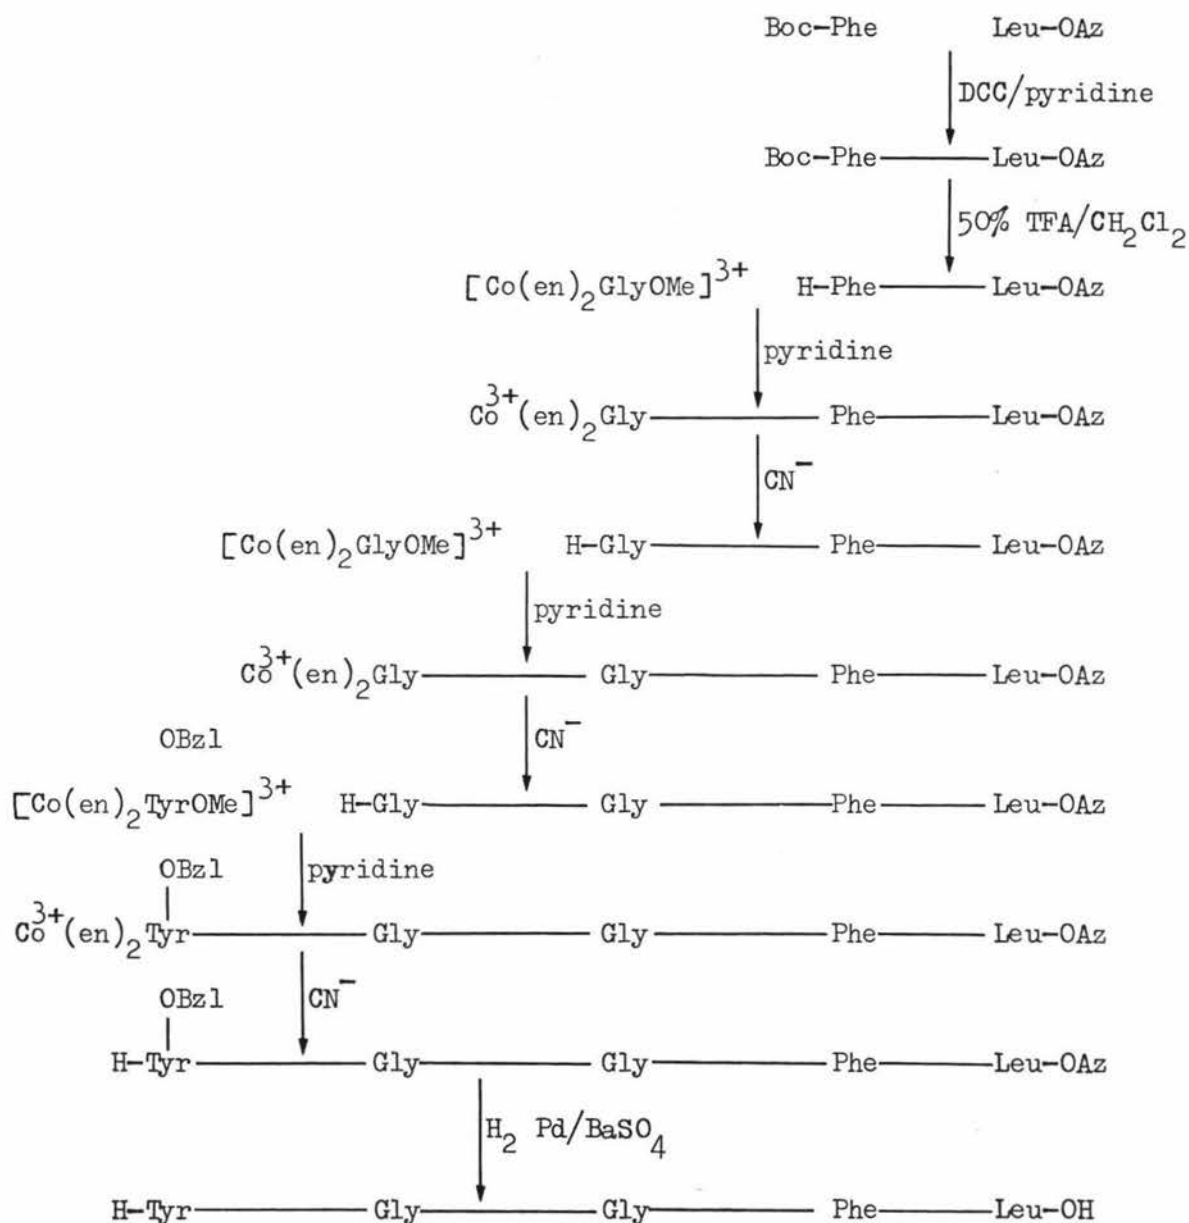 Boc-Phe Leu-OAz
DCC/pyridine
Boc-Phe Leu-OAz
50% TFA/CH2Cl2
[Co(en)2GlyOMe]3+ H-Phe Leu-OAz
pyridine
Co3+(en)2Gly Phe Leu-OAz
CN-
[Co(en)2GlyOMe]3+ H-Gly Phe Leu-OAz
pyridine
Co3+(en)2Gly Gly Phe Leu-OAz
OBzl CN-
[Co(en)2TyrOMe]3+ H-Gly Gly Phe Leu-OAz
OBzl pyridine
Co3+(en)2Tyr Gly Gly Phe Leu-OAz
OBzl CN-
H-Tyr Gly Gly Phe Leu-OAz
H2 Pd/BaSO4
H-Tyr Gly Gly Phe Leu-OH